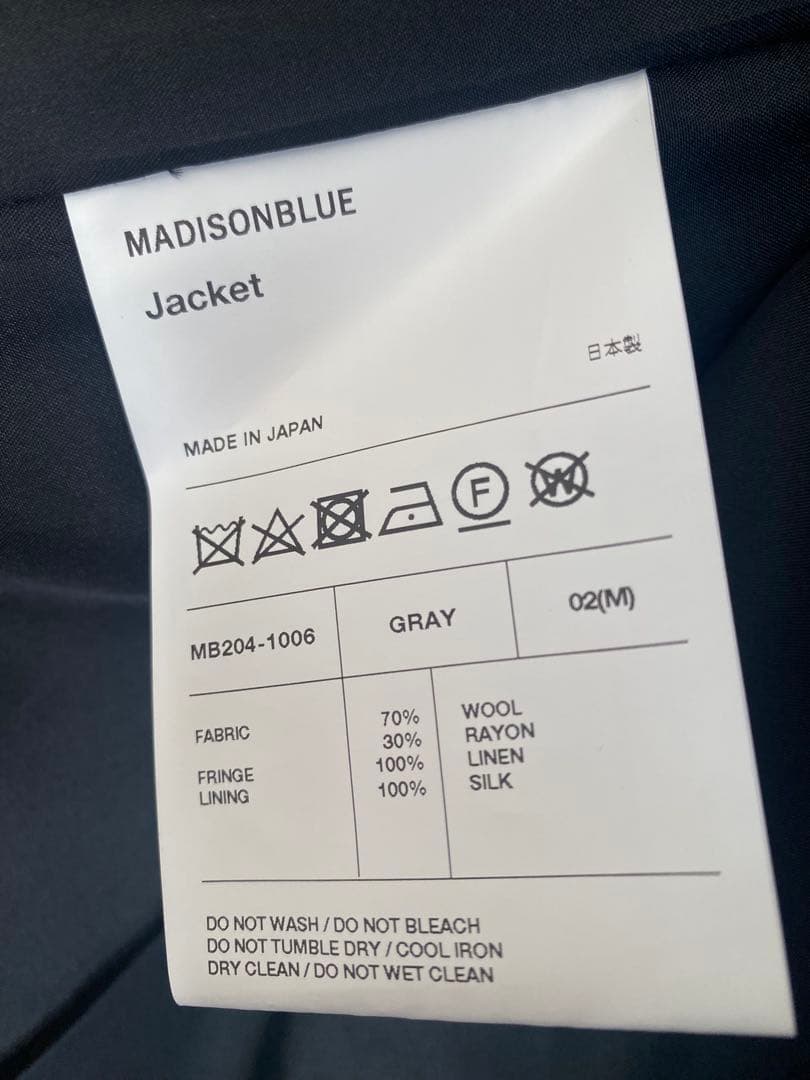 MADISONBLUE
Jacket
日本製
MADE IN JAPAN
F W
MB204-1006 GRAY 02(M)
FABRIC 70% WOOL
30% RAYON
FRINGE 100% LINEN
LINING 100% SILK
DO NOT WASH / DO NOT BLEACH
DO NOT TUMBLE DRY / COOL IRON
DRY CLEAN / DO NOT WET CLEAN